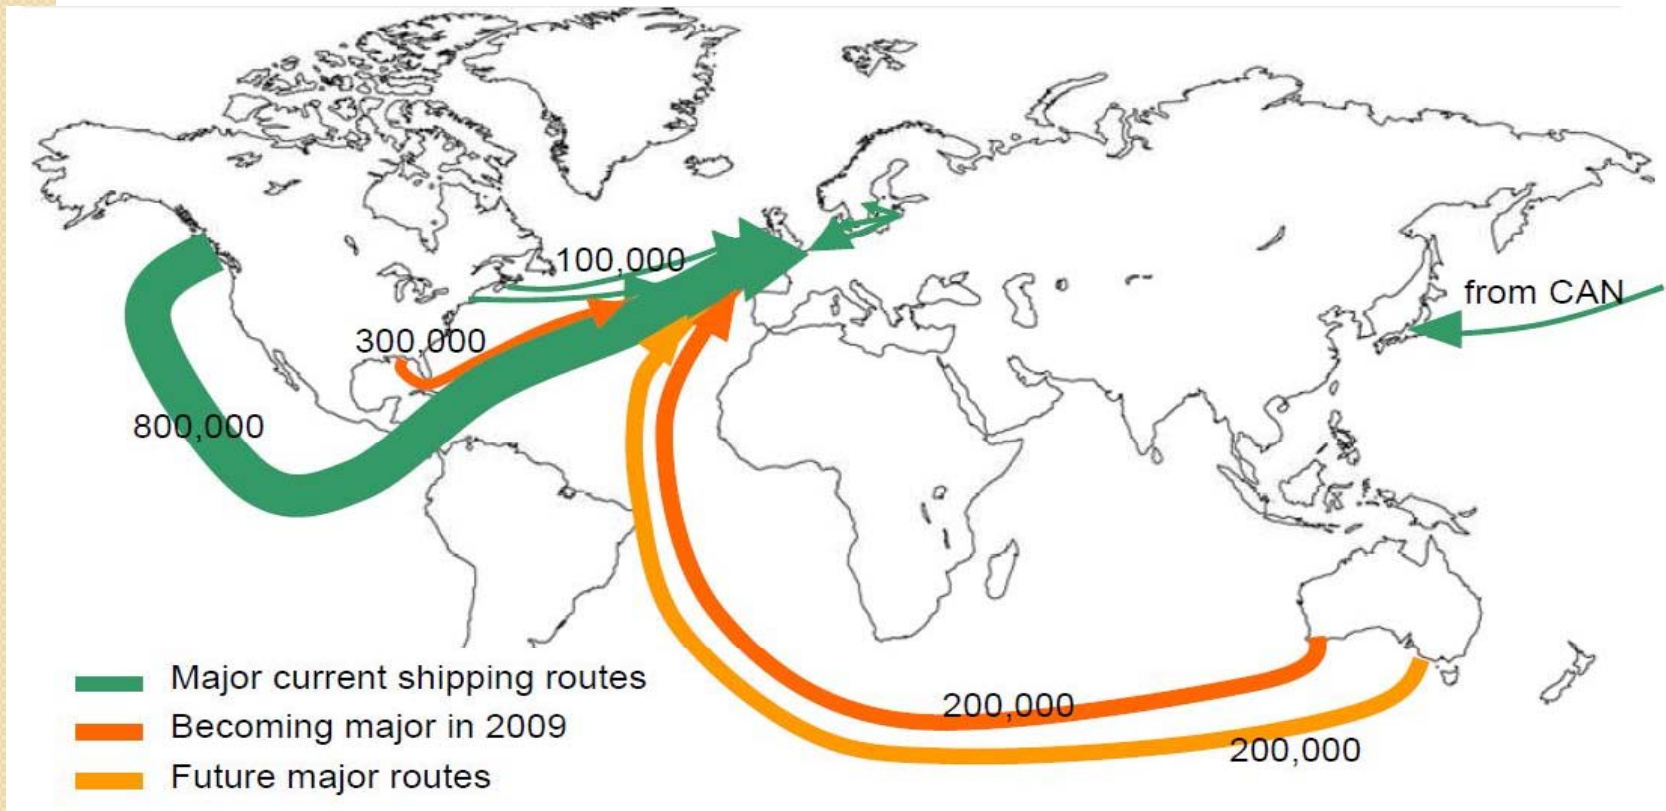 100,000
from CAN
300,000
800,000
Major current shipping routes
200,000
Becoming major in 2009
200,000
Future major routes